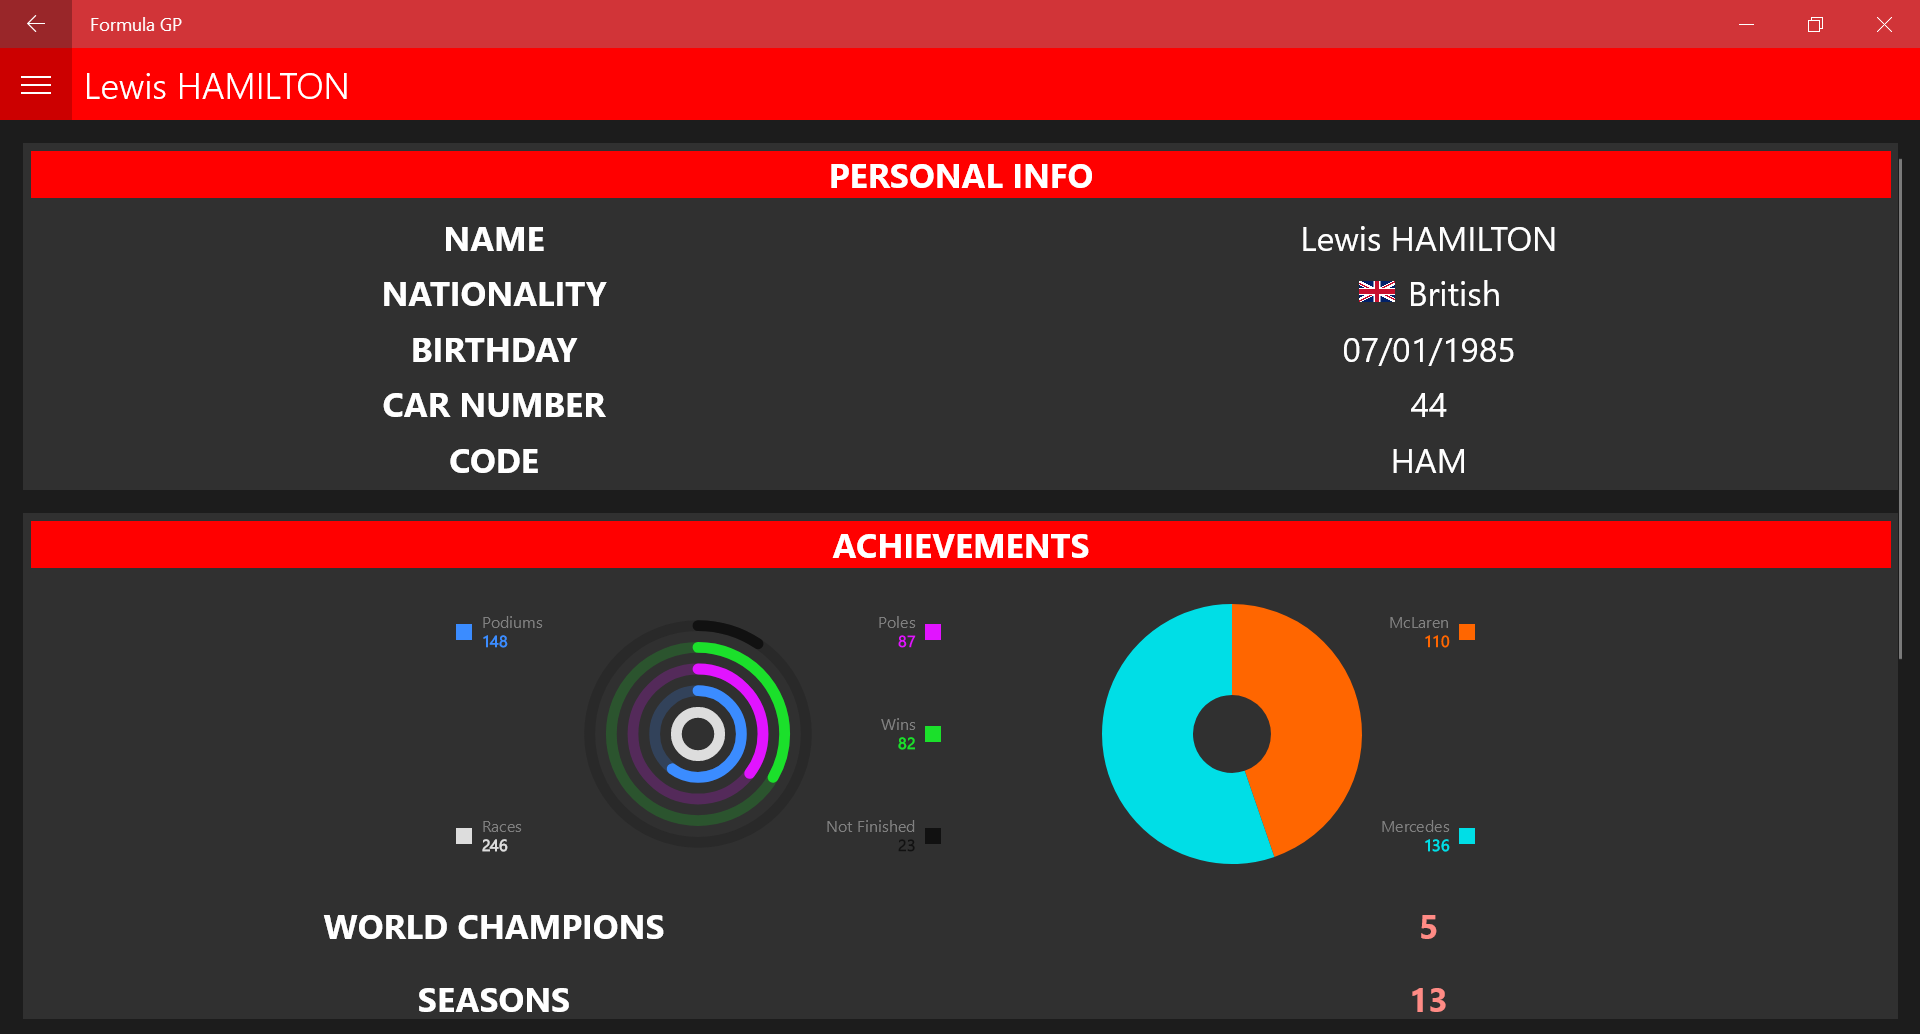 Formula GP
Lewis HAMILTON
PERSONAL INFO
NAME Lewis HAMILTON
NATIONALITY British
BIRTHDAY 07/01/1985
CAR NUMBER 44
CODE HAM
ACHIEVEMENTS
Podiums
148
Poles
87
Wins
82
Races
246
Not Finished
23
McLaren
110
Mercedes
136
WORLD CHAMPIONS 5
SEASONS 13